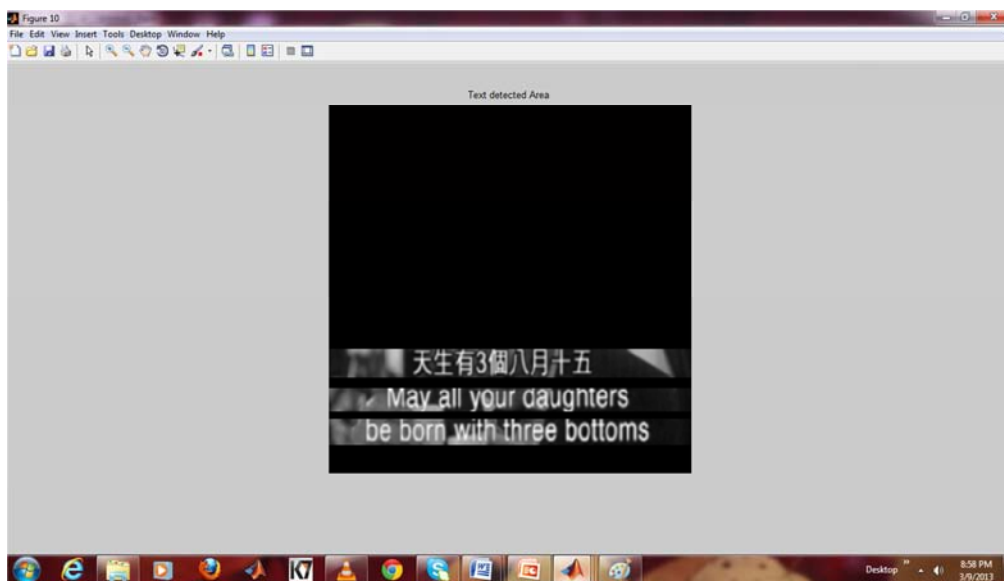 Figure 10
File Edit View Insert Tools Desktop Window Help
Text detected Area
天生有3個八月十五
May all your daughters
be born with three bottoms
K7
Desktop
8:58 PM
3/9/2013